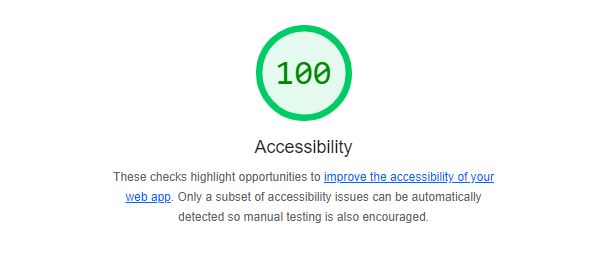 100
Accessibility
These checks highlight opportunities to improve the accessibility of your
web app. Only a subset of accessibility issues can be automatically
detected so manual testing is also encouraged.